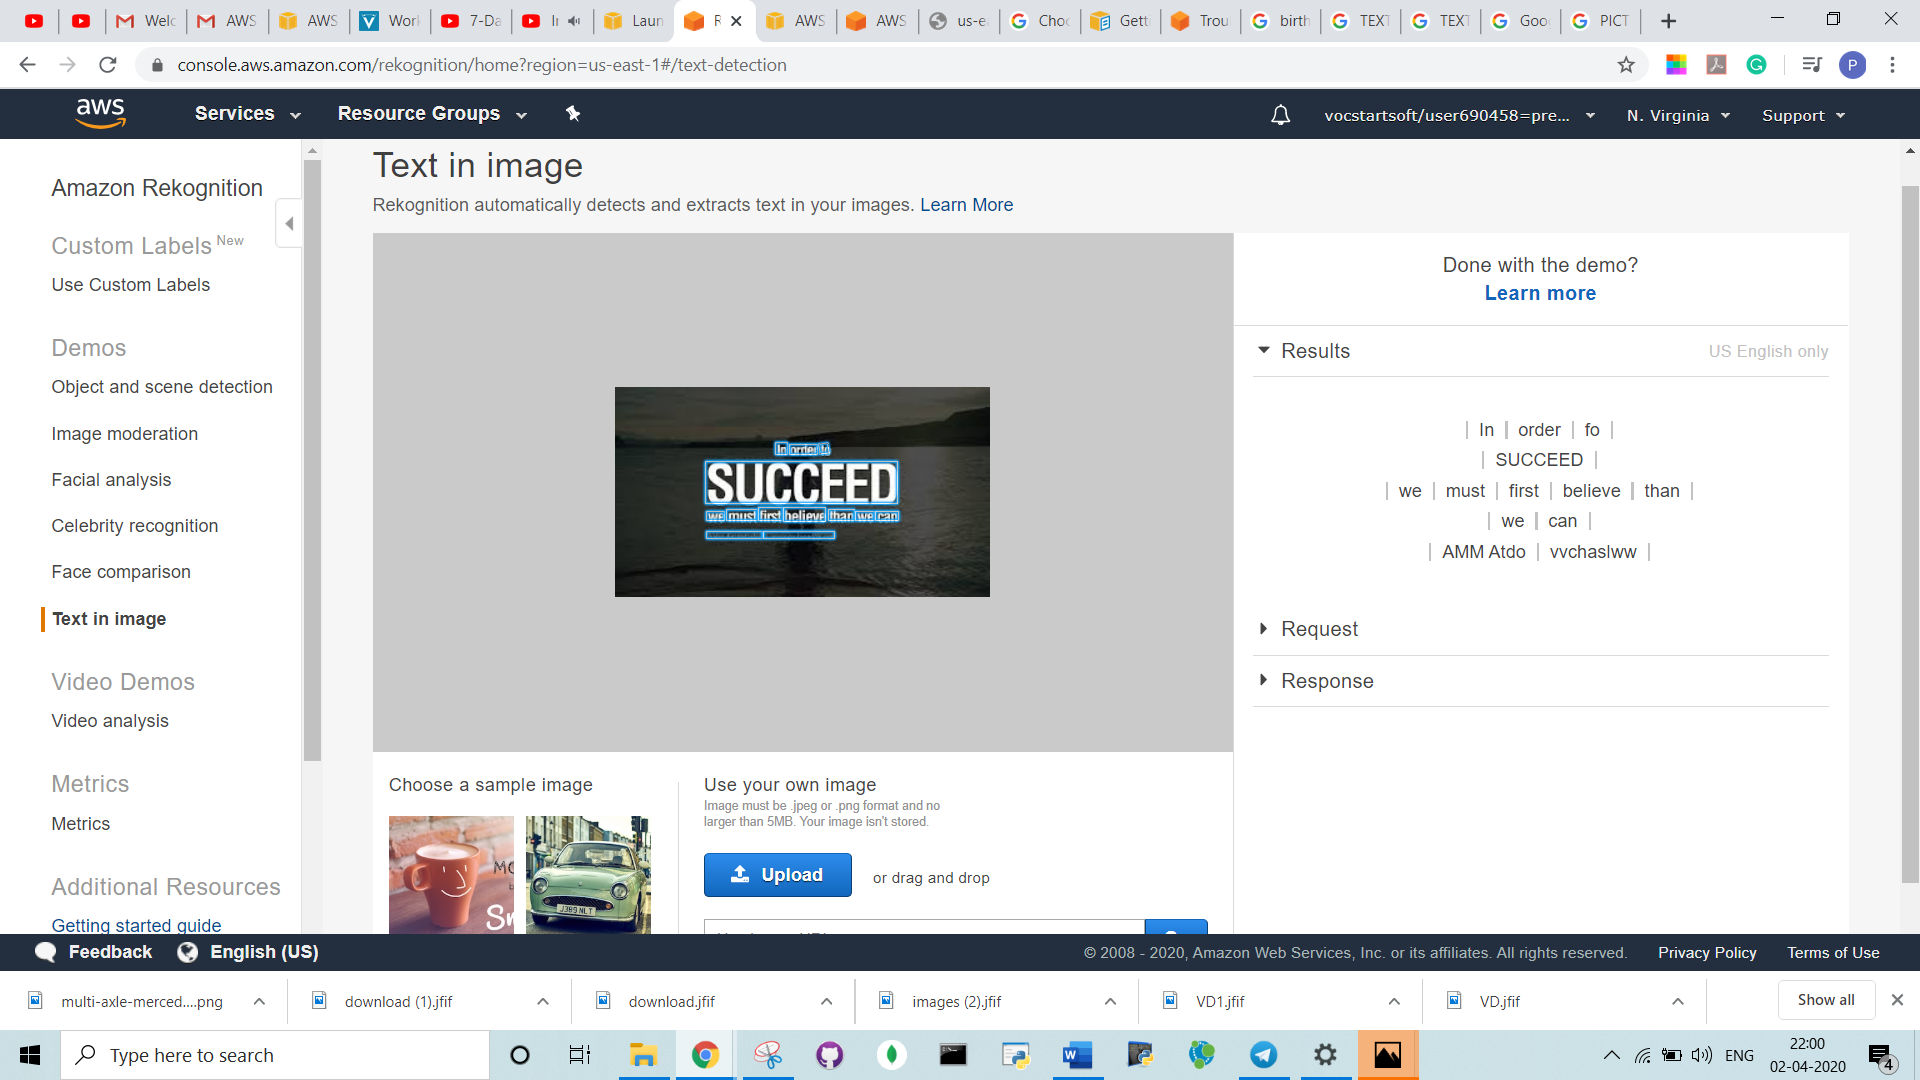 Welc
AWS
AWS
Work
7-Da
Ir
Laun
R
AWS
AWS
us-ea
Choo
Getti
Trou
birth
TEXT
TEXT
Goo
PICT
console.aws.amazon.com/rekognition/home?region=us-east-1#/text-detection
P
aws
Services
Resource Groups
vocstartsoft/user690458=pre...
N. Virginia
Support
Amazon Rekognition
Custom Labels New
Use Custom Labels
Demos
Object and scene detection
Image moderation
Facial analysis
Celebrity recognition
Face comparison
Text in image
Video Demos
Video analysis
Metrics
Metrics
Additional Resources
Getting started guide
Text in image
Rekognition automatically detects and extracts text in your images. Learn More
In order to
SUCCEED
we must first believe than we can
Done with the demo?
Learn more
Results
US English only
| In | order | fo |
| SUCCEED |
| we | must | first | believe | than |
| we | can |
| AMM Atdo | vvchaslww |
Request
Response
Choose a sample image
J389 NLT
Use your own image
Image must be .jpeg or .png format and no
larger than 5MB. Your image isn't stored.
Upload
or drag and drop
Feedback
English (US)
© 2008 - 2020, Amazon Web Services, Inc. or its affiliates. All rights reserved.
Privacy Policy
Terms of Use
multi-axle-merced....png
download (1).jfif
download.jfif
images (2).jfif
VD1.jfif
VD.jfif
Show all
Type here to search
ENG
22:00
02-04-2020
4